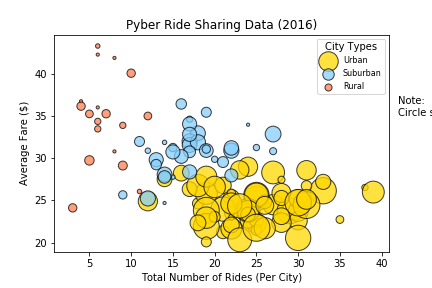 Pyber Ride Sharing Data (2016)
City Types
Urban
Suburban
Rural
Note:
Circle
Average Fare ($)
40
35
30
25
20
5
10
15
20
25
30
35
40
Total Number of Rides (Per City)